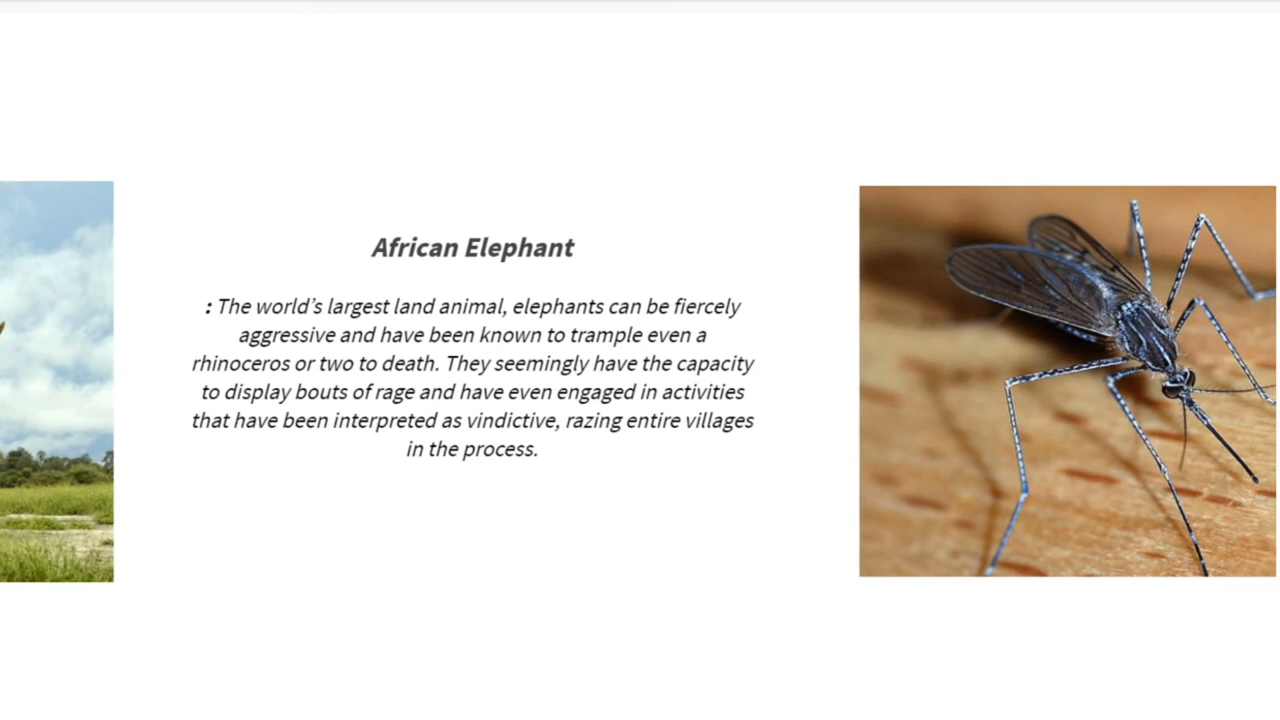 African Elephant
: The world’s largest land animal, elephants can be fiercely
aggressive and have been known to trample even a
rhinoceros or two to death. They seemingly have the capacity
to display bouts of rage and have even engaged in activities
that have been interpreted as vindictive, razing entire villages
in the process.